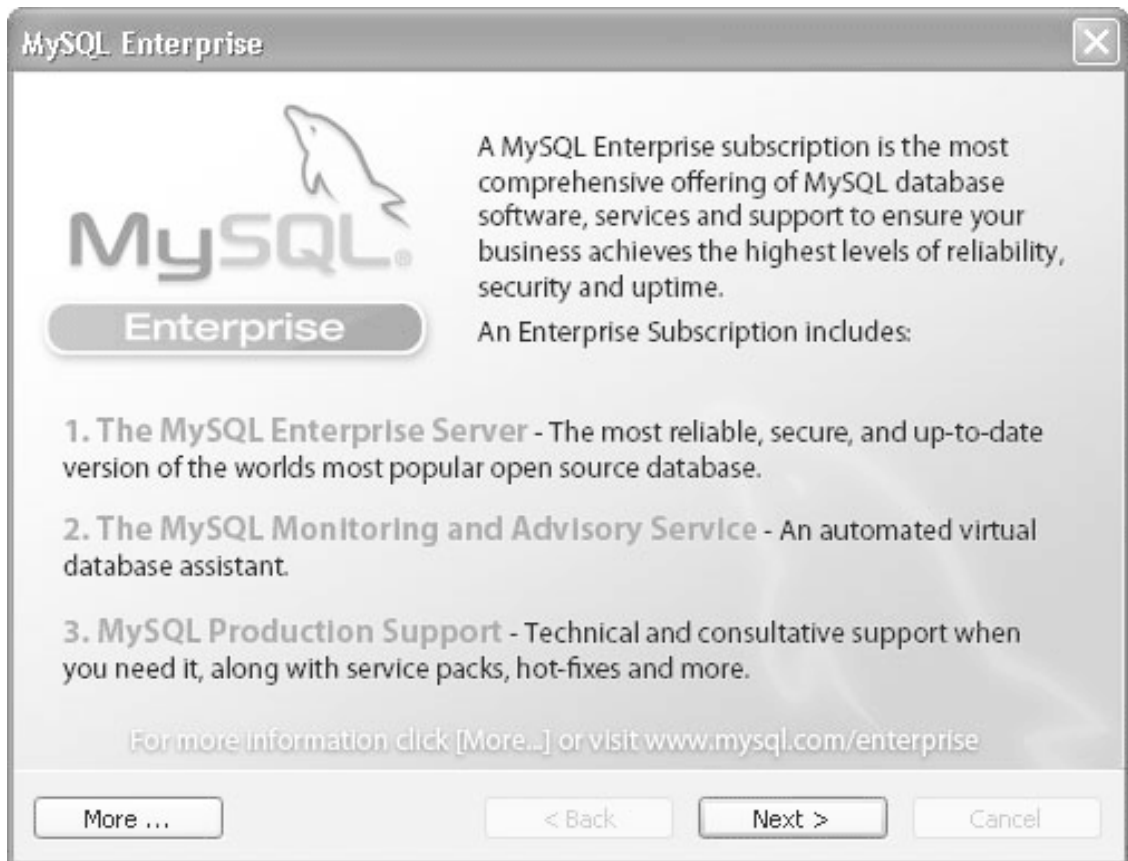 MySQL Enterprise
MySQL®
Enterprise
A MySQL Enterprise subscription is the most
comprehensive offering of MySQL database
software, services and support to ensure your
business achieves the highest levels of reliability,
security and uptime.
An Enterprise Subscription includes:
1. The MySQL Enterprise Server - The most reliable, secure, and up-to-date
version of the worlds most popular open source database.
2. The MySQL Monitoring and Advisory Service - An automated virtual
database assistant.
3. MySQL Production Support - Technical and consultative support when
you need it, along with service packs, hot-fixes and more.
For more information click [More...] or visit www.mysql.com/enterprise
More ... < Back Next > Cancel